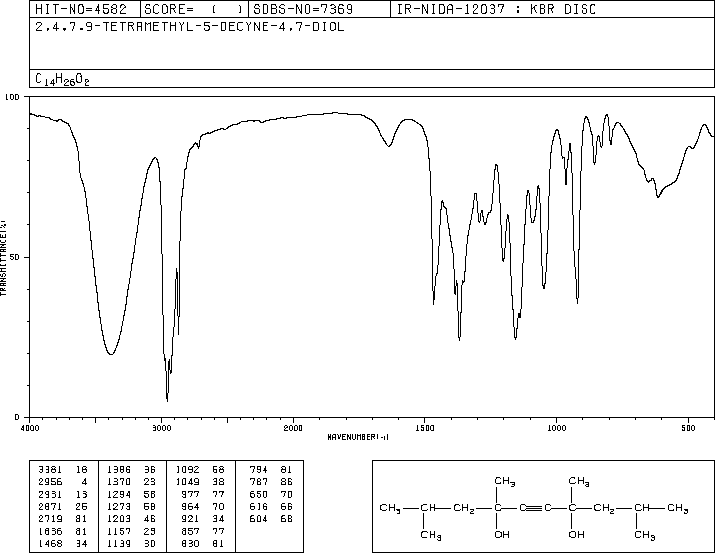 HIT-NO=4582 SCORE= ( ) SDBS-NO=7369 IR-NIDA-12037 : KBR DISC
2,4,7,9-TETRAMETHYL-5-DECYNE-4,7-DIOL
C14H26O2
100
50
0
TRANSMITTANCE(%)
4000 3000 2000 1500 1000 500
WAVENUMBER(-1)
3381 18 1386 36 1092 58 794 81
2956 4 1370 23 1049 38 787 86
2931 13 1294 58 977 77 650 70
2871 25 1273 58 964 70 616 66
2719 81 1203 46 921 34 604 68
1636 81 1157 23 857 77
1468 34 1139 30 830 81
CH3 CH3
CH3 CH CH2 C C C C CH2 CH CH3
CH3 OH OH CH3